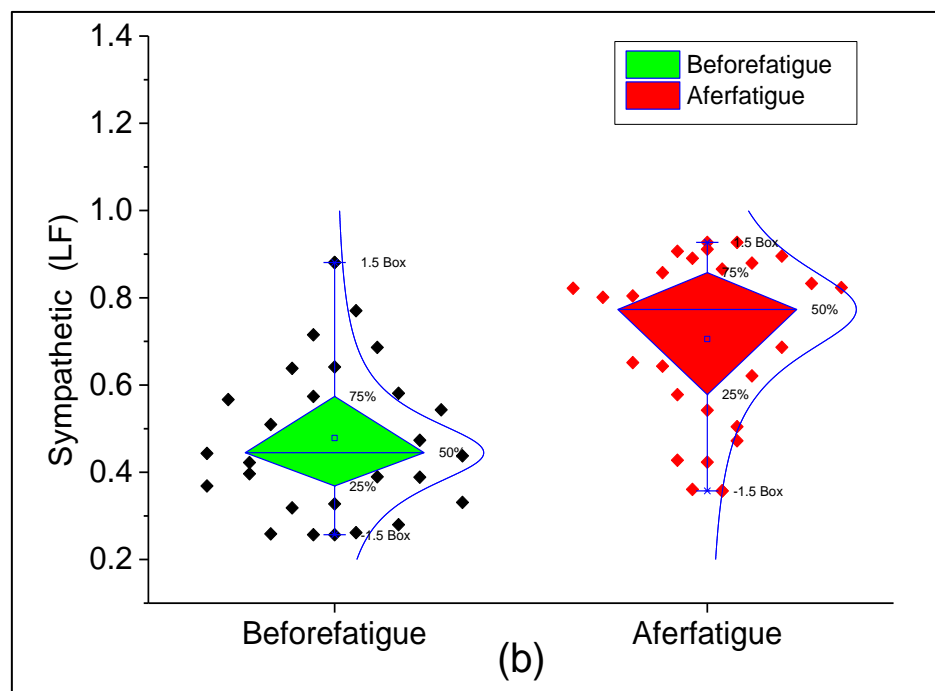 Sympathetic (LF)
1.4
1.2
1.0
0.8
0.6
0.4
0.2
Beforefatigue
Aferfatigue
1.5 Box
75%
50%
25%
-1.5 Box
1.5 Box
75%
50%
25%
-1.5 Box
Beforefatigue
Aferfatigue
(b)